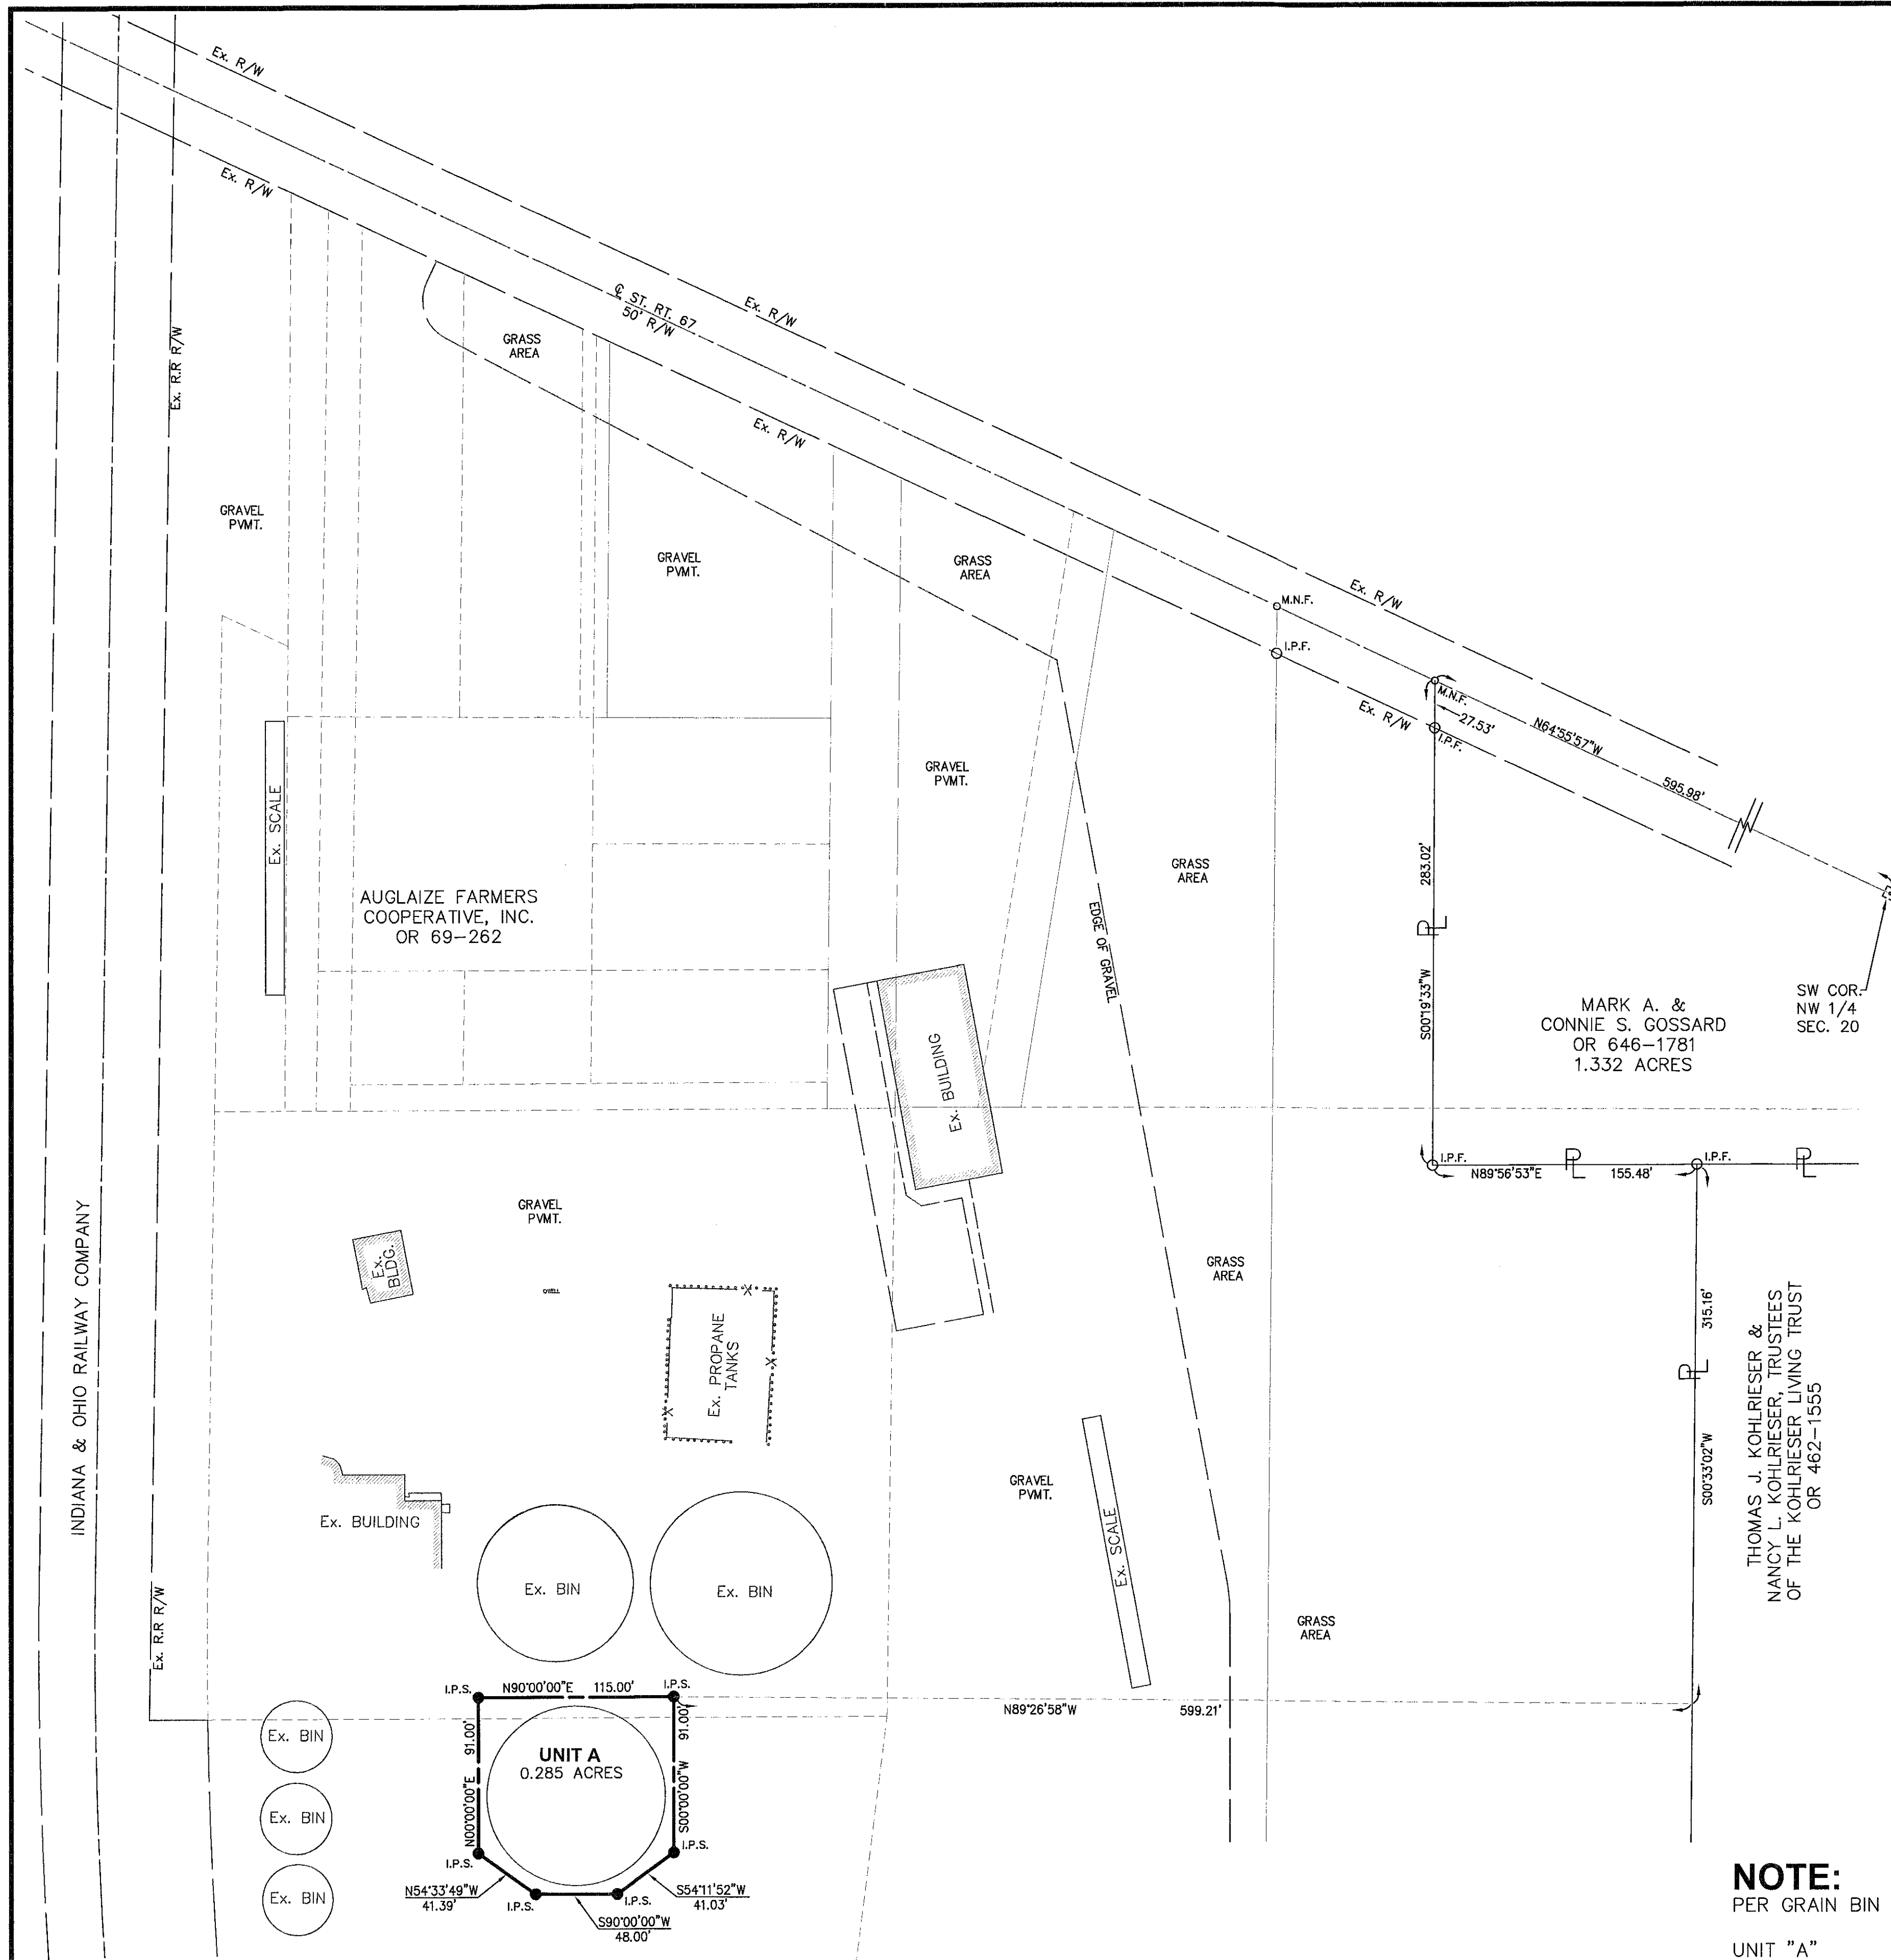 Ex. R/W
Ex. R/W
℄ ST. RT. 67
50' R/W
Ex. R/W
Ex. R.R R/W
GRASS
AREA
Ex. R/W
GRAVEL
PVMT.
GRAVEL
PVMT.
GRASS
AREA
Ex. R/W
M.N.F.
I.P.F.
M.N.F.
27.53'
I.P.F.
Ex. R/W
N64°55'57"W
595.98'
Ex. SCALE
GRAVEL
PVMT.
GRASS
AREA
283.02'
S00°19'33"W
AUGLAIZE FARMERS
COOPERATIVE, INC.
OR 69-262
EDGE OF GRAVEL
SW COR.
NW 1/4
SEC. 20
MARK A. &
CONNIE S. GOSSARD
OR 646-1781
1.332 ACRES
Ex. BUILDING
I.P.F.
N89°56'53"E
155.48'
I.P.F.
INDIANA & OHIO RAILWAY COMPANY
GRAVEL
PVMT.
Ex.
BLDG.
WELL
Ex. PROPANE
TANKS
GRASS
AREA
315.16'
S00°33'02"W
THOMAS J. KOHLRIESER &
NANCY L. KOHLRIESER, TRUSTEES
OF THE KOHLRIESER LIVING TRUST
OR 462-1555
Ex. BUILDING
GRAVEL
PVMT.
Ex. SCALE
Ex. BIN
Ex. BIN
GRASS
AREA
Ex. R.R R/W
I.P.S.
N90°00'00"E
115.00'
I.P.S.
N89°26'58"W
599.21'
Ex. BIN
91.00'
N00°00'00"E
UNIT A
0.285 ACRES
91.00'
S00°00'00"W
Ex. BIN
I.P.S.
I.P.S.
Ex. BIN
N54°33'49"W
41.39'
I.P.S.
I.P.S.
S54°11'52"W
41.03'
S90°00'00"W
48.00'
NOTE:
PER GRAIN BIN
UNIT "A"